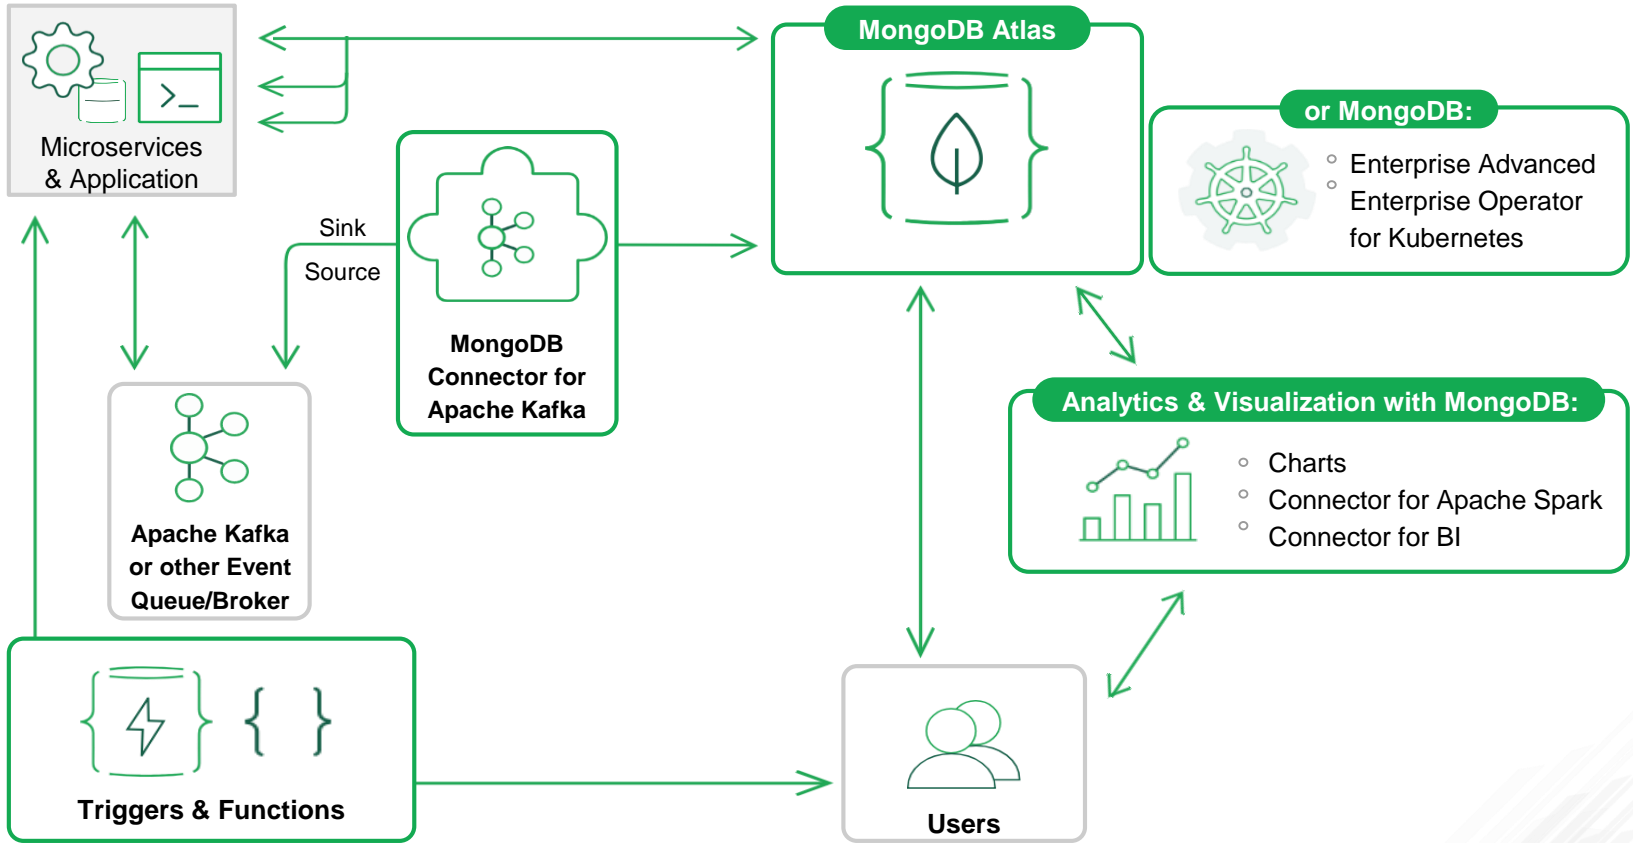 MongoDB Atlas
or MongoDB:
Enterprise Advanced
Enterprise Operator
for Kubernetes
Microservices
& Application
Sink
Source
MongoDB
Connector for
Apache Kafka
Analytics & Visualization with MongoDB:
Charts
Connector for Apache Spark
Connector for BI
Apache Kafka
or other Event
Queue/Broker
Triggers & Functions
Users